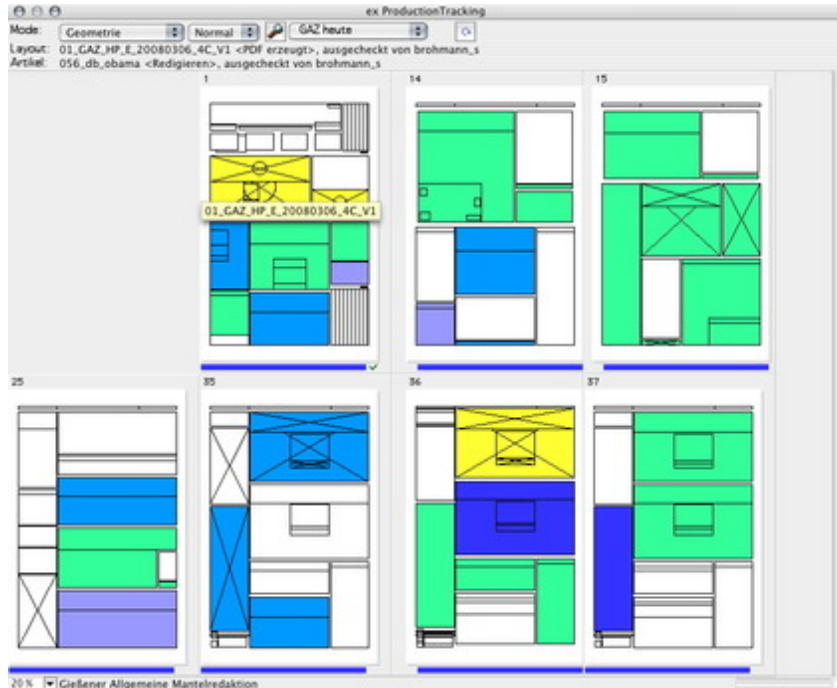 ex ProductionTracking
Mode: Geometrie Normal GAZ heute
Layout: 01_GAZ_HP_E_20080306_4C_V1 <PDF erzeugt>, ausgecheckt von brohmann_s
Artikel: 056_db_obama <Redigieren>, ausgecheckt von brohmann_s
1 14 15
01_GAZ_HP_E_20080306_4C_V1
25 35 36 37
20 % Gießener Allgemeine Mantelredaktion